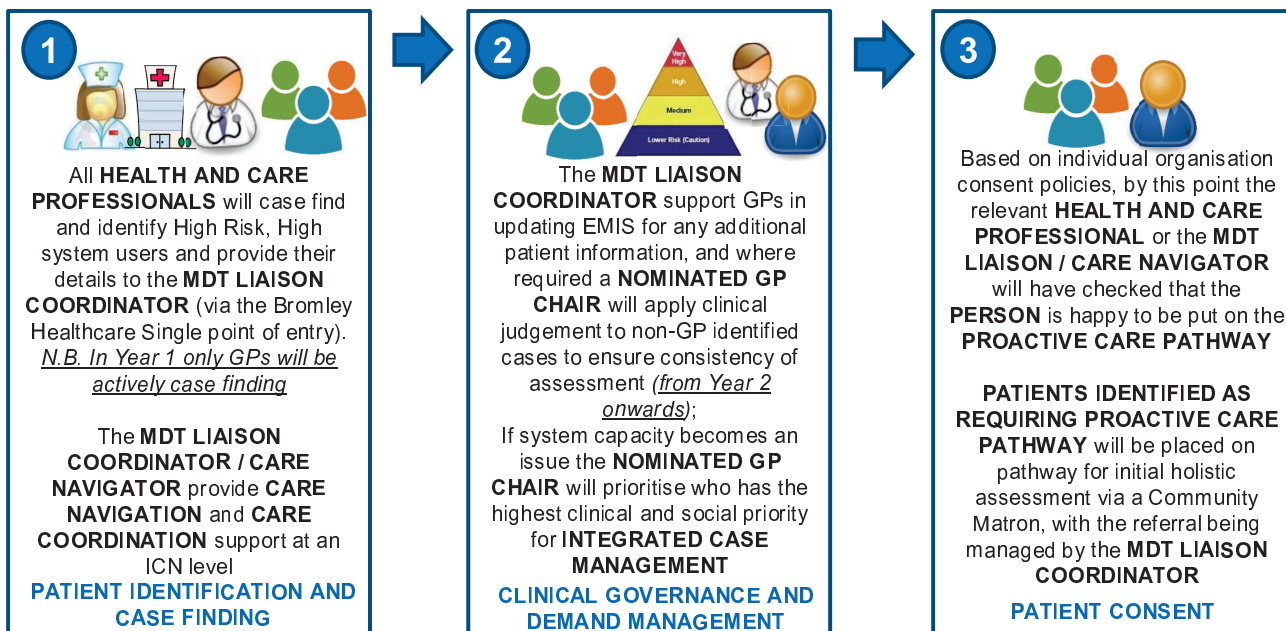 1
All HEALTH AND CARE
PROFESSIONALS will case find
and identify High Risk, High
system users and provide their
details to the MDT LIAISON
COORDINATOR (via the Bromley
Healthcare Single point of entry).
N.B. In Year 1 only GPs will be
actively case finding
The MDT LIAISON
COORDINATOR / CARE
NAVIGATOR provide CARE
NAVIGATION and CARE
COORDINATION support at an
ICN level
PATIENT IDENTIFICATION AND
CASE FINDING
2
Very
High
High
Medium
Lower Risk (Caution)
The MDT LIAISON
COORDINATOR support GPs in
updating EMIS for any additional
patient information, and where
required a NOMINATED GP
CHAIR will apply clinical
judgement to non-GP identified
cases to ensure consistency of
assessment (from Year 2
onwards);
If system capacity becomes an
issue the NOMINATED GP
CHAIR will prioritise who has the
highest clinical and social priority
for INTEGRATED CASE
MANAGEMENT
CLINICAL GOVERNANCE AND
DEMAND MANAGEMENT
3
Based on individual organisation
consent policies, by this point the
relevant HEALTH AND CARE
PROFESSIONAL or the MDT
LIAISON / CARE NAVIGATOR
will have checked that the
PERSON is happy to be put on the
PROACTIVE CARE PATHWAY
PATIENTS IDENTIFIED AS
REQUIRING PROACTIVE CARE
PATHWAY will be placed on
pathway for initial holistic
assessment via a Community
Matron, with the referral being
managed by the MDT LIAISON
COORDINATOR
PATIENT CONSENT